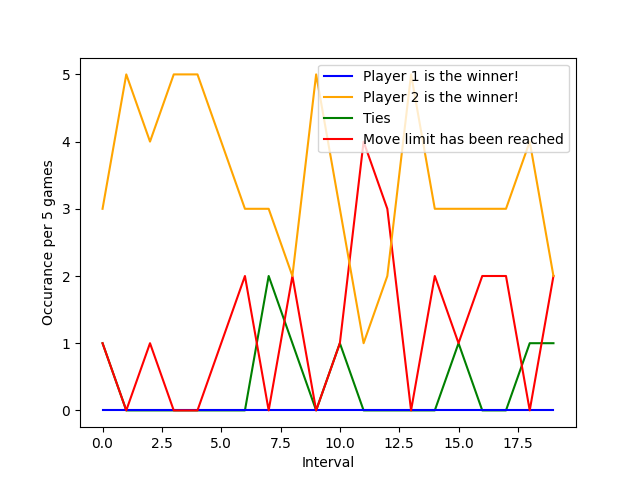 Player 1 is the winner!
Player 2 is the winner!
Ties
Move limit has been reached
Occurance per 5 games
5
4
3
2
1
0
0.0 2.5 5.0 7.5 10.0 12.5 15.0 17.5
Interval